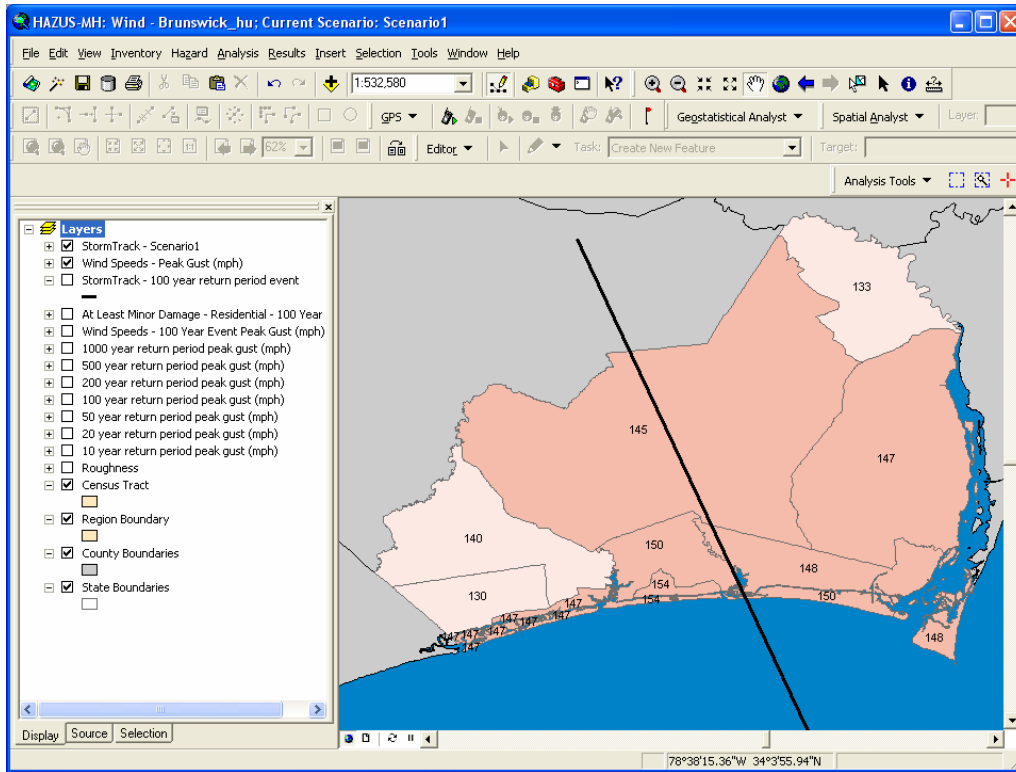 HAZUS-MH: Wind - Brunswick_hu; Current Scenario: Scenario1
File Edit View Inventory Hazard Analysis Results Insert Selection Tools Window Help
1:532,580
GPS Geostatistical Analyst Spatial Analyst Layer:
62% Editor Task: Create New Feature Target:
Analysis Tools
Layers
StormTrack - Scenario1
Wind Speeds - Peak Gust (mph)
StormTrack - 100 year return period event
At Least Minor Damage - Residential - 100 Year
Wind Speeds - 100 Year Event Peak Gust (mph)
1000 year return period peak gust (mph)
500 year return period peak gust (mph)
200 year return period peak gust (mph)
100 year return period peak gust (mph)
50 year return period peak gust (mph)
20 year return period peak gust (mph)
10 year return period peak gust (mph)
Roughness
Census Tract
Region Boundary
County Boundaries
State Boundaries
Display Source Selection
133
145
147
140
150
148
154
130
154
150
147
147
147 147 147 147
147
148
78°38'15.36"W 34°3'55.94"N